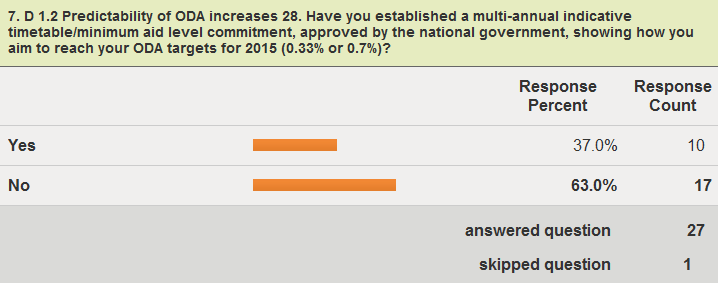 7. D 1.2 Predictability of ODA increases 28. Have you established a multi-annual indicative
timetable/minimum aid level commitment, approved by the national government, showing how you
aim to reach your ODA targets for 2015 (0.33% or 0.7%)?
Response Percent Response Count
Yes 37.0% 10
No 63.0% 17
answered question 27
skipped question 1